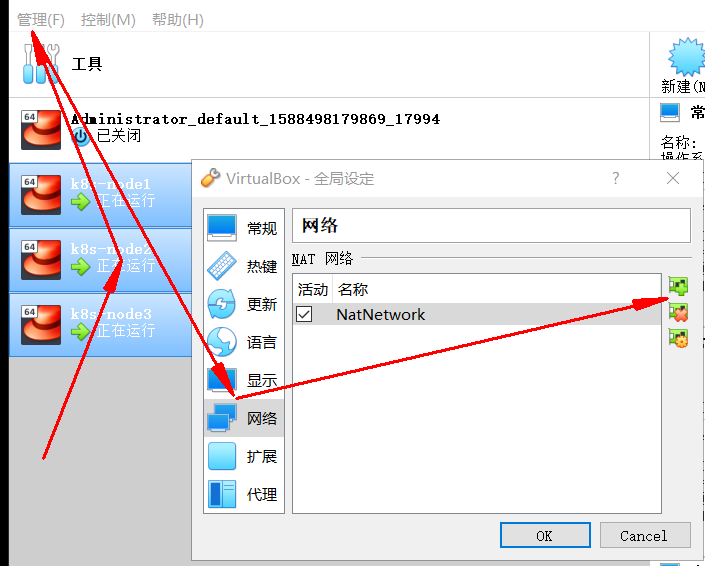 管理(F) 控制(M) 帮助(H)
工具
新建(N
64
Administrator_default_1588498179869_17994
已关闭
常
名称:
操作系
64
k8s-node1
正在运行
64
k8s-node2
正在运行
64
k8s-node3
正在运行
VirtualBox - 全局设定
? 
常规
热键
更新
语言
显示
网络
扩展
代理
网络
NAT 网络
活动 名称
NatNetwork
OK Cancel